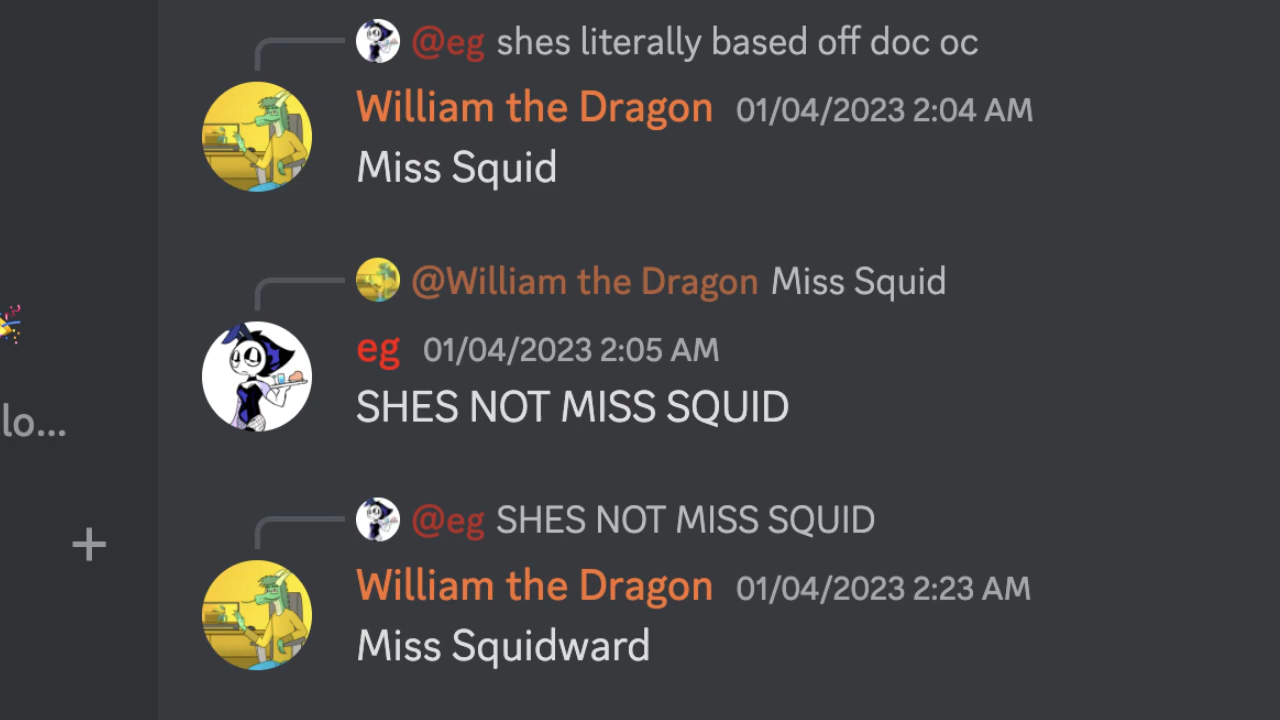 @eg shes literally based off doc oc
William the Dragon 01/04/2023 2:04 AM
Miss Squid
@William the Dragon Miss Squid
eg 01/04/2023 2:05 AM
SHES NOT MISS SQUID
lo...
@eg SHES NOT MISS SQUID
William the Dragon 01/04/2023 2:23 AM
Miss Squidward